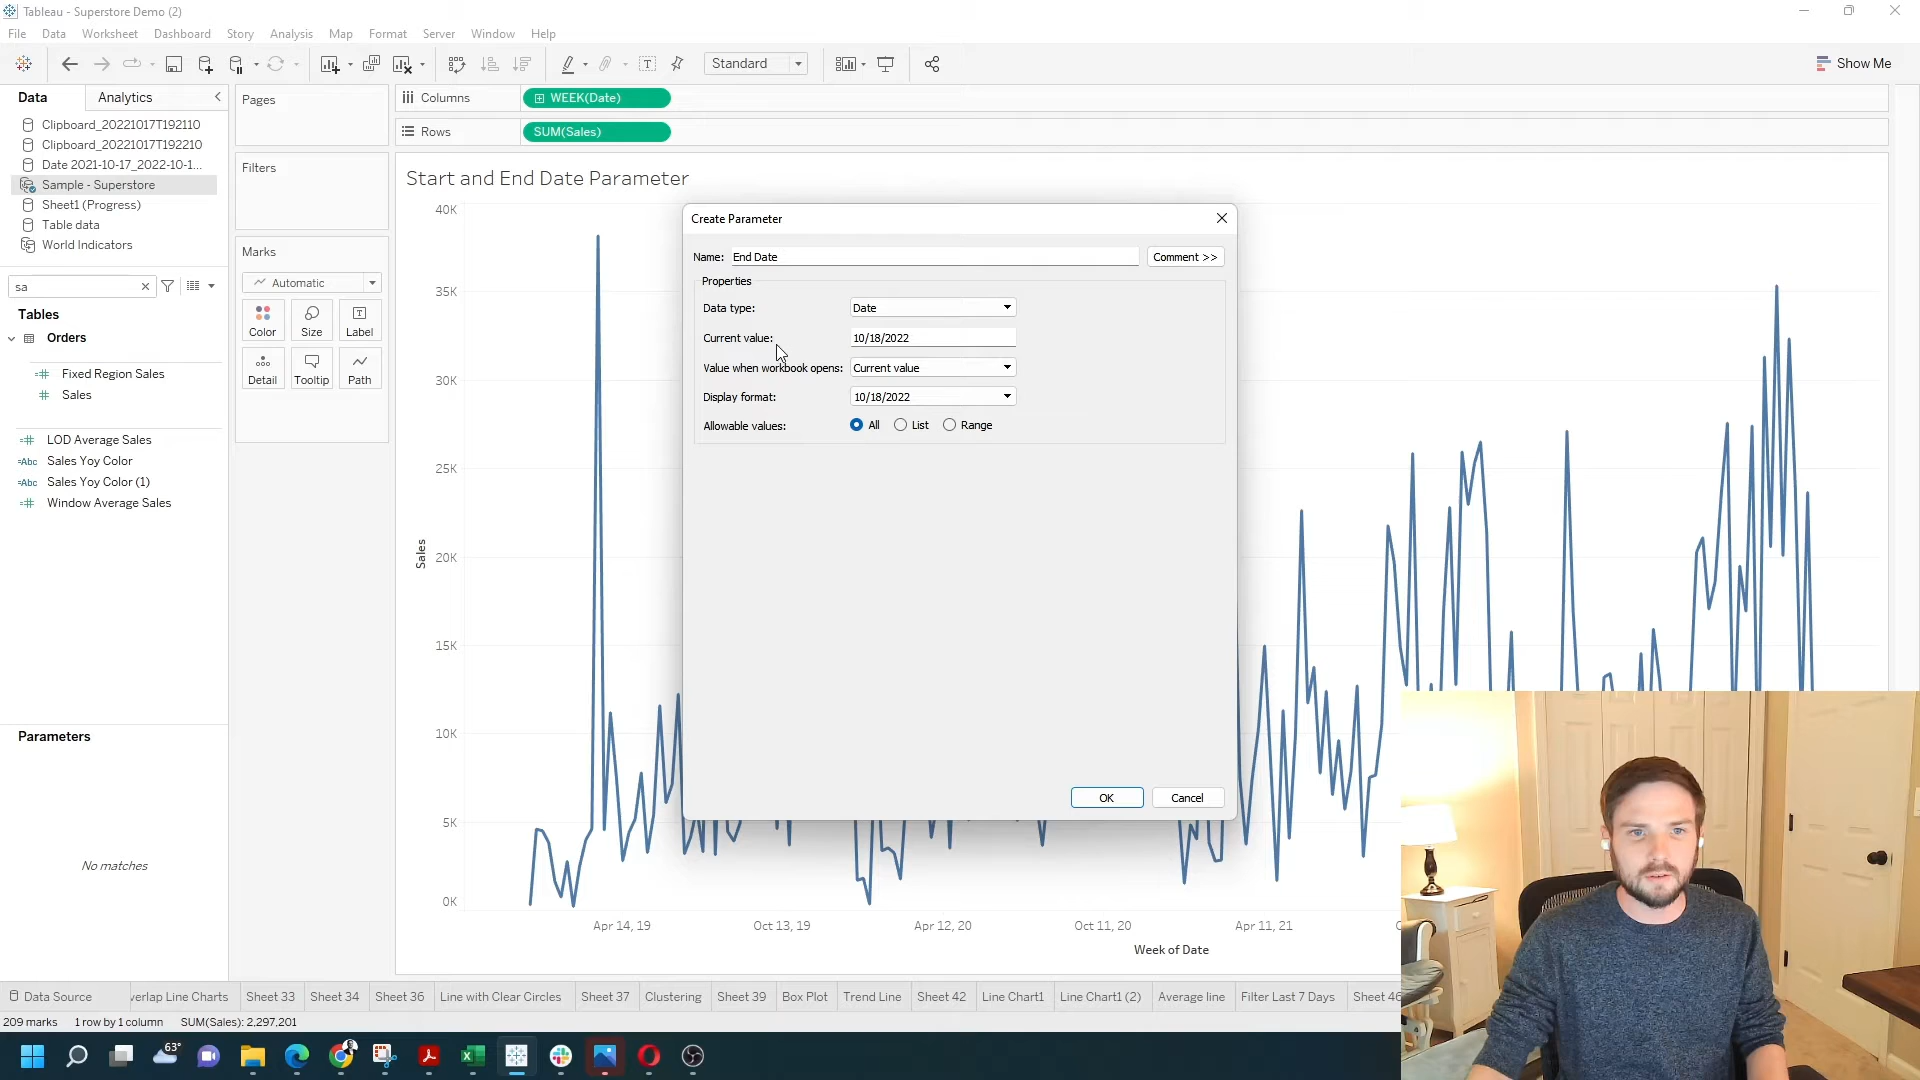 Tableau - Superstore Demo (2)
File Data Worksheet Dashboard Story Analysis Map Format Server Window Help
Standard
Show Me
Data
Analytics
Clipboard_20221017T192110
Clipboard_20221017T192210
Date 2021-10-17_2022-10-1...
Sample - Superstore
Sheet1 (Progress)
Table data
World Indicators
sa
Tables
Orders
Fixed Region Sales
Sales
LOD Average Sales
=Abc Sales Yoy Color
=Abc Sales Yoy Color (1)
Window Average Sales
Parameters
No matches
Pages
Filters
Marks
Automatic
Color
Size
Label
Detail
Tooltip
Path
Columns
WEEK(Date)
Rows
SUM(Sales)
Start and End Date Parameter
40K
35K
30K
25K
20K
15K
10K
5K
0K
Sales
Apr 14, 19
Oct 13, 19
Apr 12, 20
Oct 11, 20
Apr 11, 21
Week of Date
Create Parameter
Name: End Date
Comment >>
Properties
Data type: Date
Current value: 10/18/2022
Value when workbook opens: Current value
Display format: 10/18/2022
Allowable values: All List Range
OK
Cancel
Data Source
verlap Line Charts
Sheet 33
Sheet 34
Sheet 36
Line with Clear Circles
Sheet 37
Clustering
Sheet 39
Box Plot
Trend Line
Sheet 42
Line Chart1
Line Chart1 (2)
Average line
Filter Last 7 Days
Sheet 46
209 marks
1 row by 1 column
SUM(Sales): 2,297,201
63°